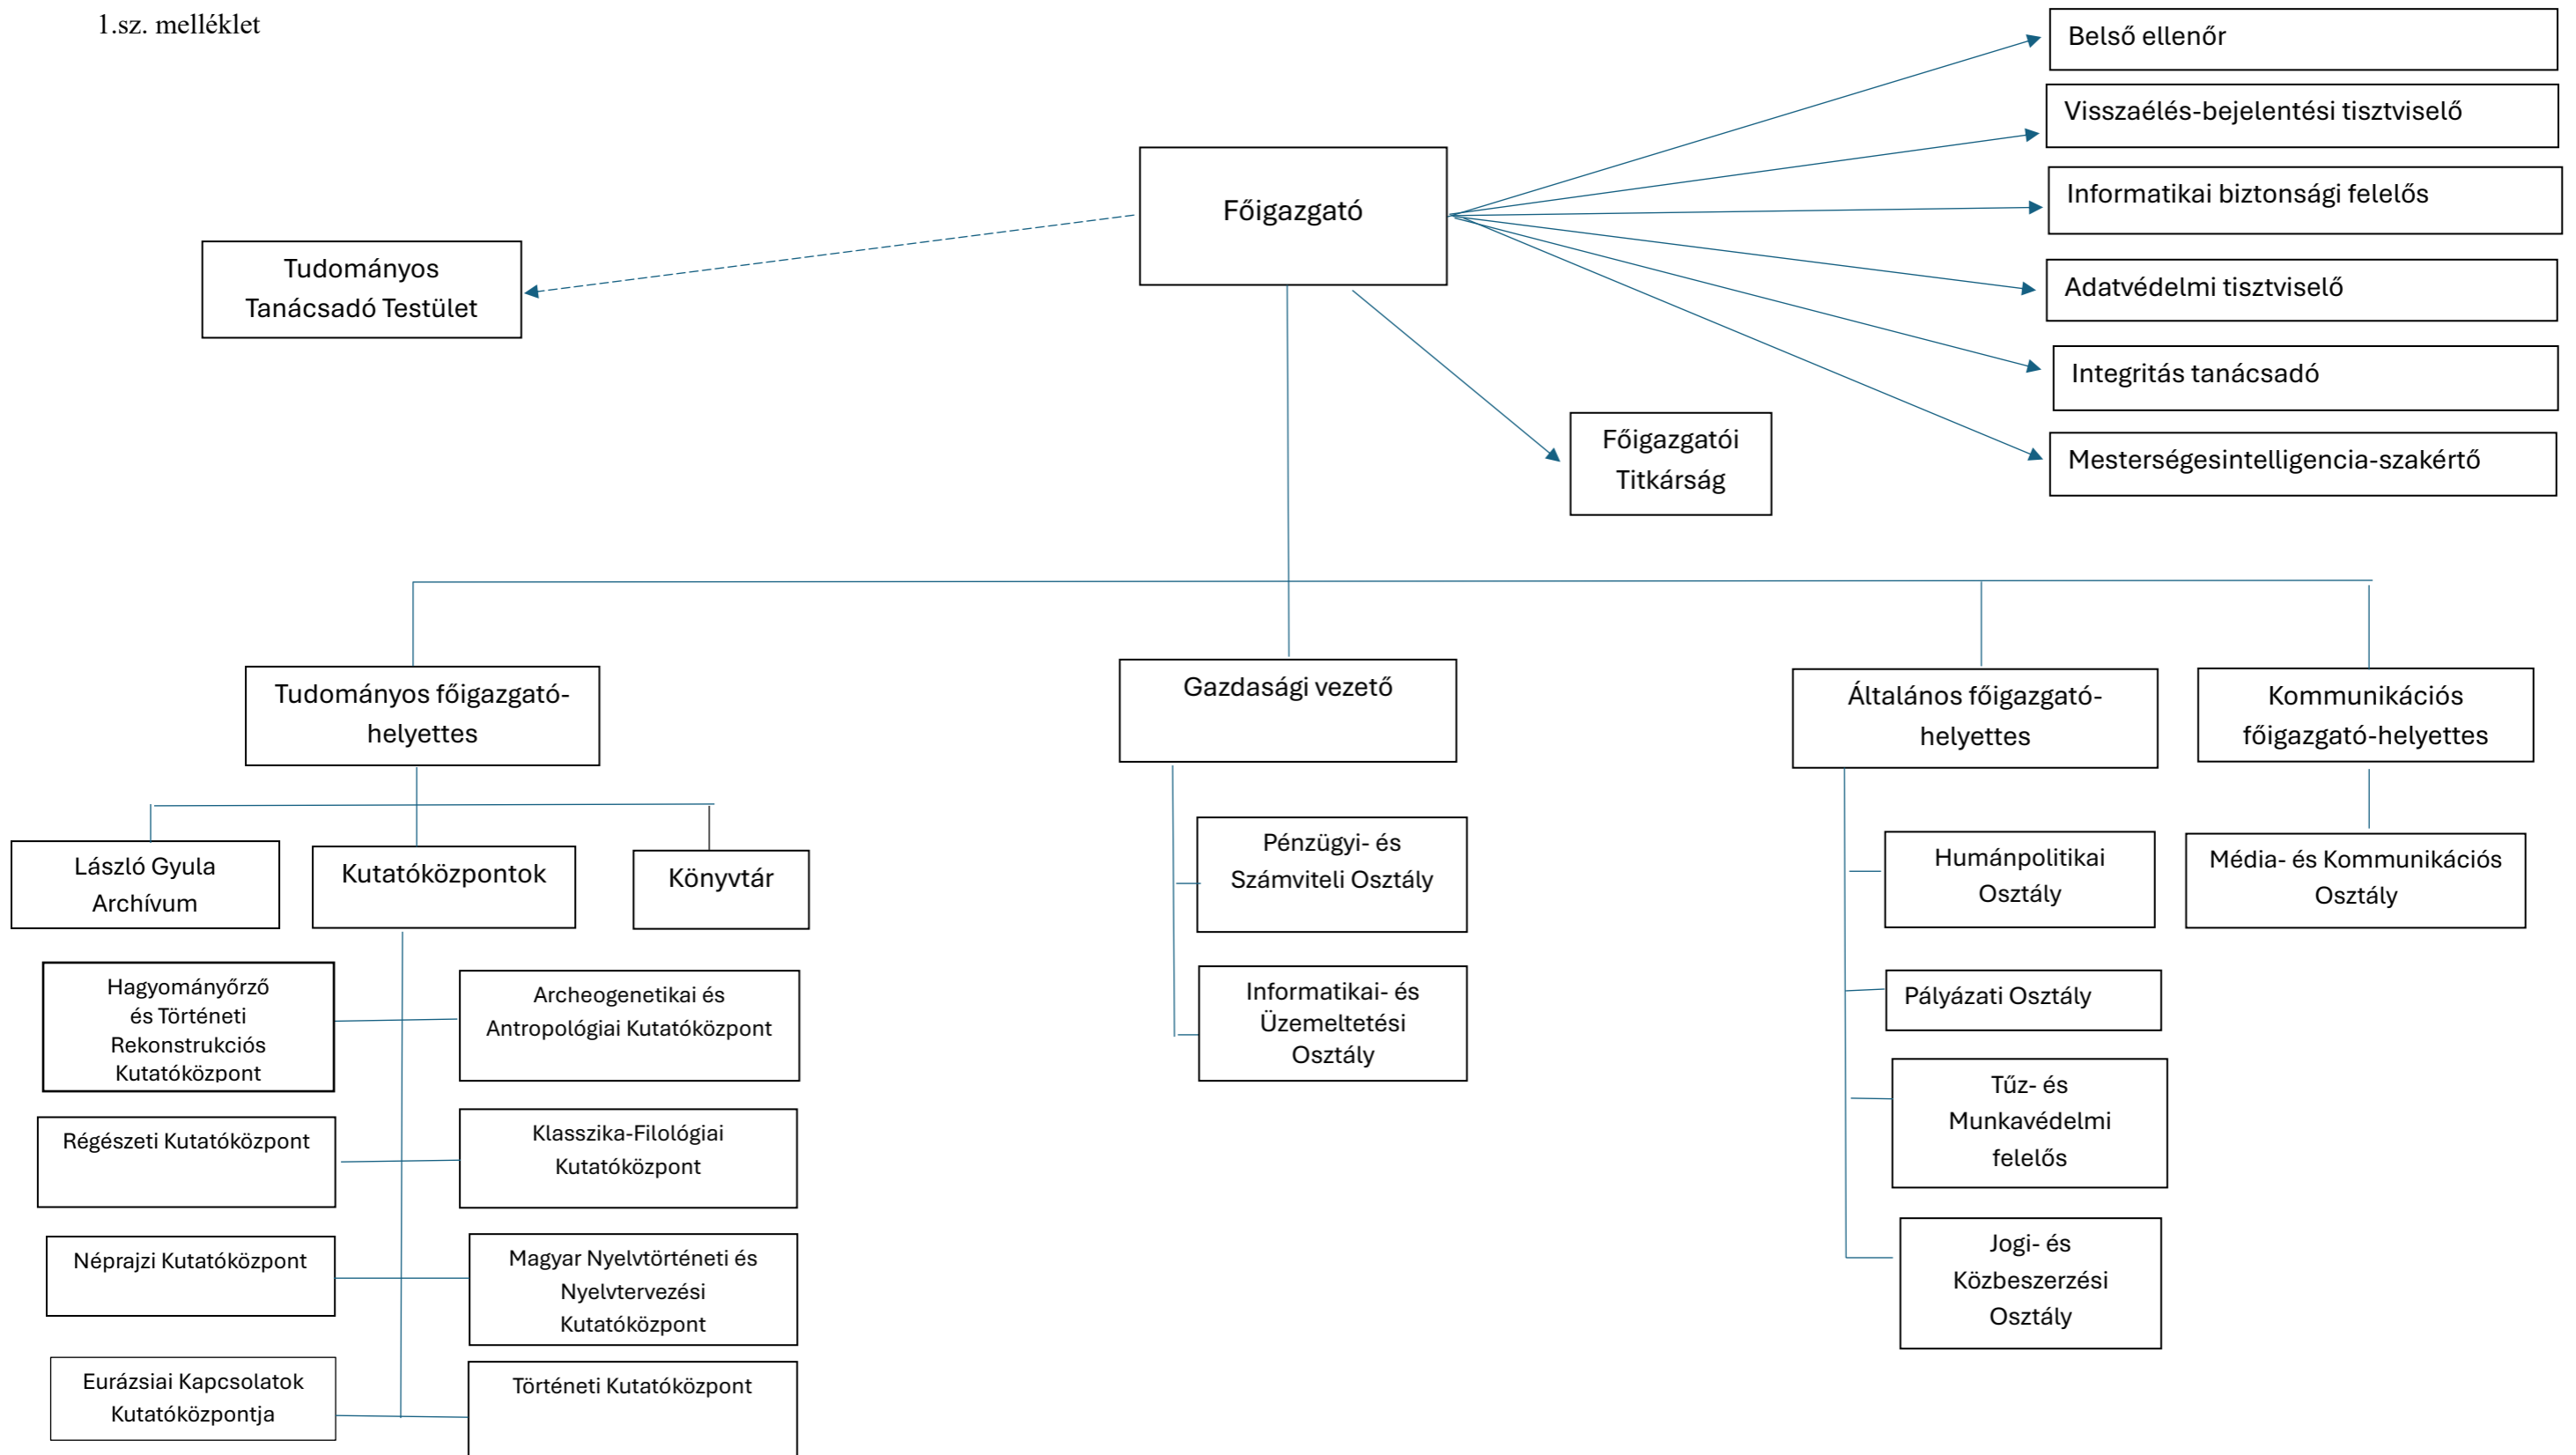 1.sz. melléklet
Belső ellenőr
Visszaélés-bejelentési tisztviselő
Főigazgató
Informatikai biztonsági felelős
Tudományos
Tanácsadó Testület
Adatvédelmi tisztviselő
Integritás tanácsadó
Főigazgatói
Titkárság
Mesterségesintelligencia-szakértő
Tudományos főigazgató-
helyettes
Gazdasági vezető
Általános főigazgató-
helyettes
Kommunikációs
főigazgató-helyettes
László Gyula
Archívum
Kutatóközpontok
Könyvtár
Pénzügyi- és
Számviteli Osztály
Humánpolitikai
Osztály
Média- és Kommunikációs
Osztály
Hagyományőrző
és Történeti
Rekonstrukciós
Kutatóközpont
Archeogenetikai és
Antropológiai Kutatóközpont
Informatikai- és
Üzemeltetési
Osztály
Pályázati Osztály
Régészeti Kutatóközpont
Klasszika-Filológiai
Kutatóközpont
Tűz- és
Munkavédelmi
felelős
Néprajzi Kutatóközpont
Magyar Nyelvtörténeti és
Nyelvtervezési
Kutatóközpont
Jogi- és
Közbeszerzési
Osztály
Eurázsiai Kapcsolatok
Kutatóközpontja
Történeti Kutatóközpont